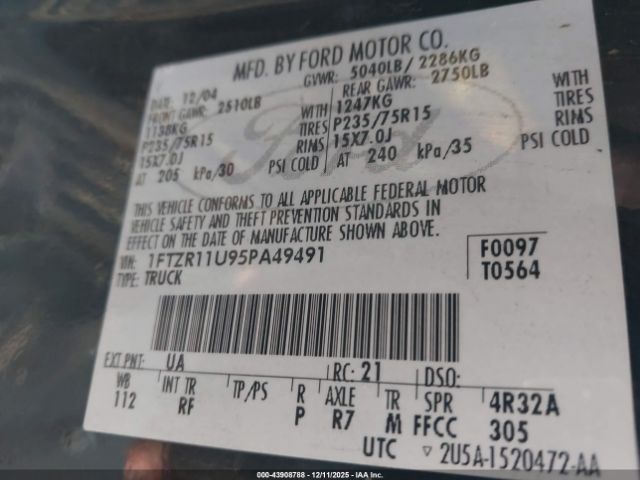 MFD. BY FORD MOTOR CO.
DATE: 12/04 GVWR: 5040LB/ 2286KG
FRONT GAWR: 2510LB REAR GAWR: 2750LB
1138KG WITH 1247KG WITH
P235/75R15 TIRES P235/75R15 TIRES
15X7.0J RIMS 15X7.0J RIMS
AT 205 kPa/30 PSI COLD AT 240 kPa/35 PSI COLD
Ford
THIS VEHICLE CONFORMS TO ALL APPLICABLE FEDERAL MOTOR
VEHICLE SAFETY AND THEFT PREVENTION STANDARDS IN
EFFECT ON THE DATE OF MANUFACTURE SHOWN ABOVE.
VIN: 1FTZR11U95PA49491 F0097
TYPE: TRUCK T0564
EXT PNT: UA RC: 21 DSO:
WB INT TR TP/PS R AXLE TR SPR 4R32A
112 RF P R7 M FFCC 305
UTC ▽ 2U5A-1520472-AA
000-43908788 - 12/11/2025 - IAA Inc.